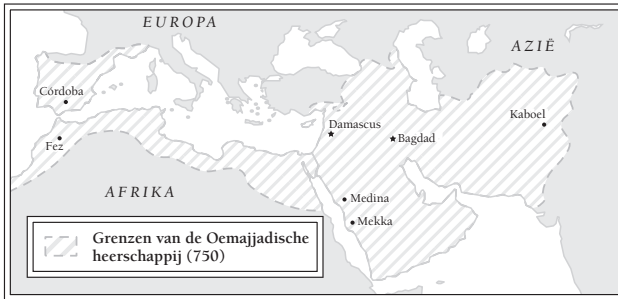 EUROPA
AZIË
Córdoba
Fez
Damascus
Bagdad
Kaboel
AFRIKA
Medina
Mekka
Grenzen van de Oemajjadische
heerschappij (750)